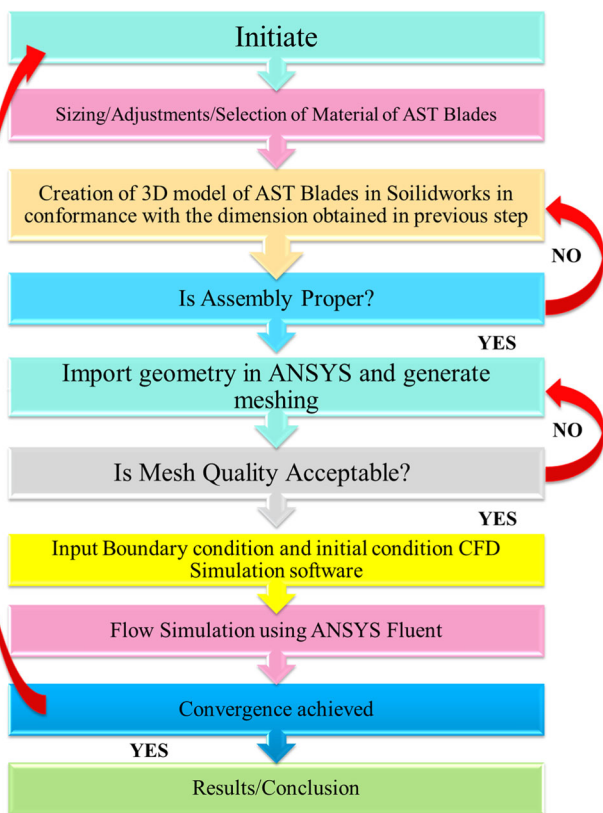 Initiate
Sizing/Adjustments/Selection of Material of AST Blades
Creation of 3D model of AST Blades in Soilidworks in
conformance with the dimension obtained in previous step
NO
Is Assembly Proper?
YES
Import geometry in ANSYS and generate
meshing
NO
Is Mesh Quality Acceptable?
YES
Input Boundary condition and initial condition CFD
Simulation software
Flow Simulation using ANSYS Fluent
Convergence achieved
YES
Results/Conclusion